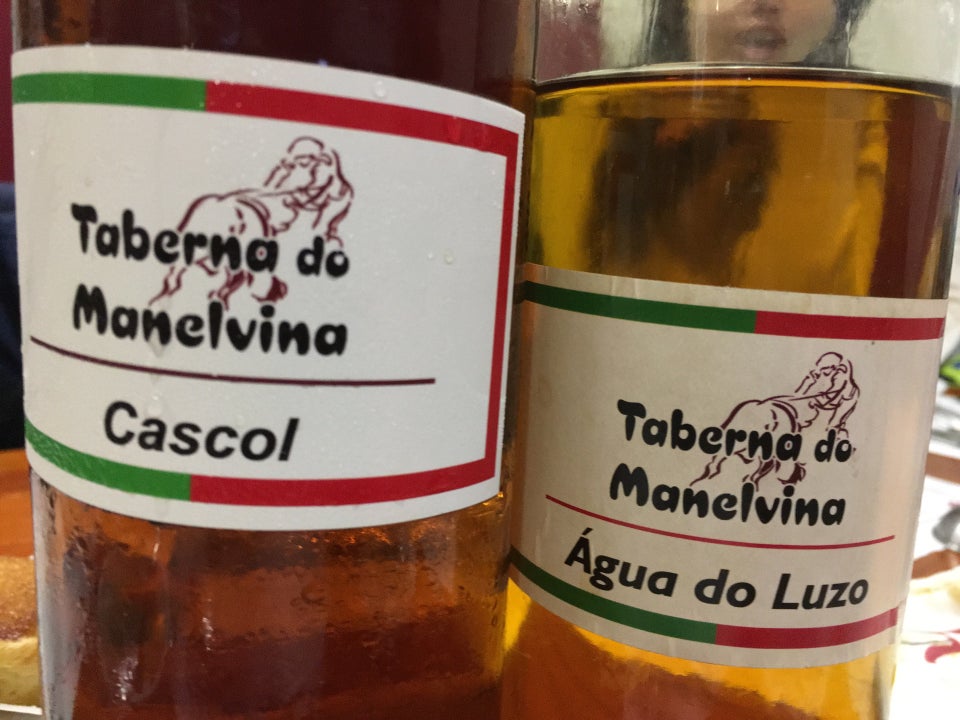 Taberna do
Manelvina
Cascol
Taberna do
Manelvina
Água do Luzo